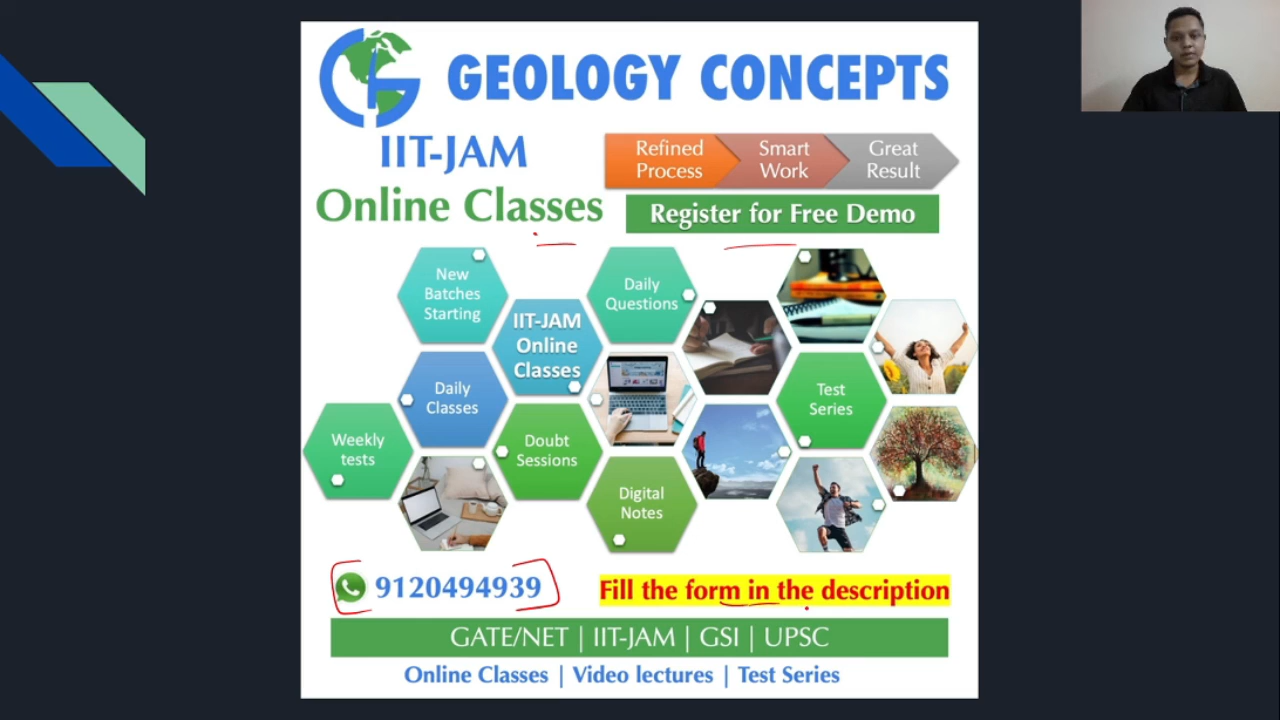 GEOLOGY CONCEPTS
IIT-JAM
Online Classes
Refined
Process
Smart
Work
Great
Result
Register for Free Demo
New
Batches
Starting
IIT-JAM
Online
Classes
Daily
Questions
Daily
Classes
Weekly
tests
Doubt
Sessions
Digital
Notes
Test
Series
9120494939
Fill the form in the description
GATE/NET | IIT-JAM | GSI | UPSC
Online Classes | Video lectures | Test Series